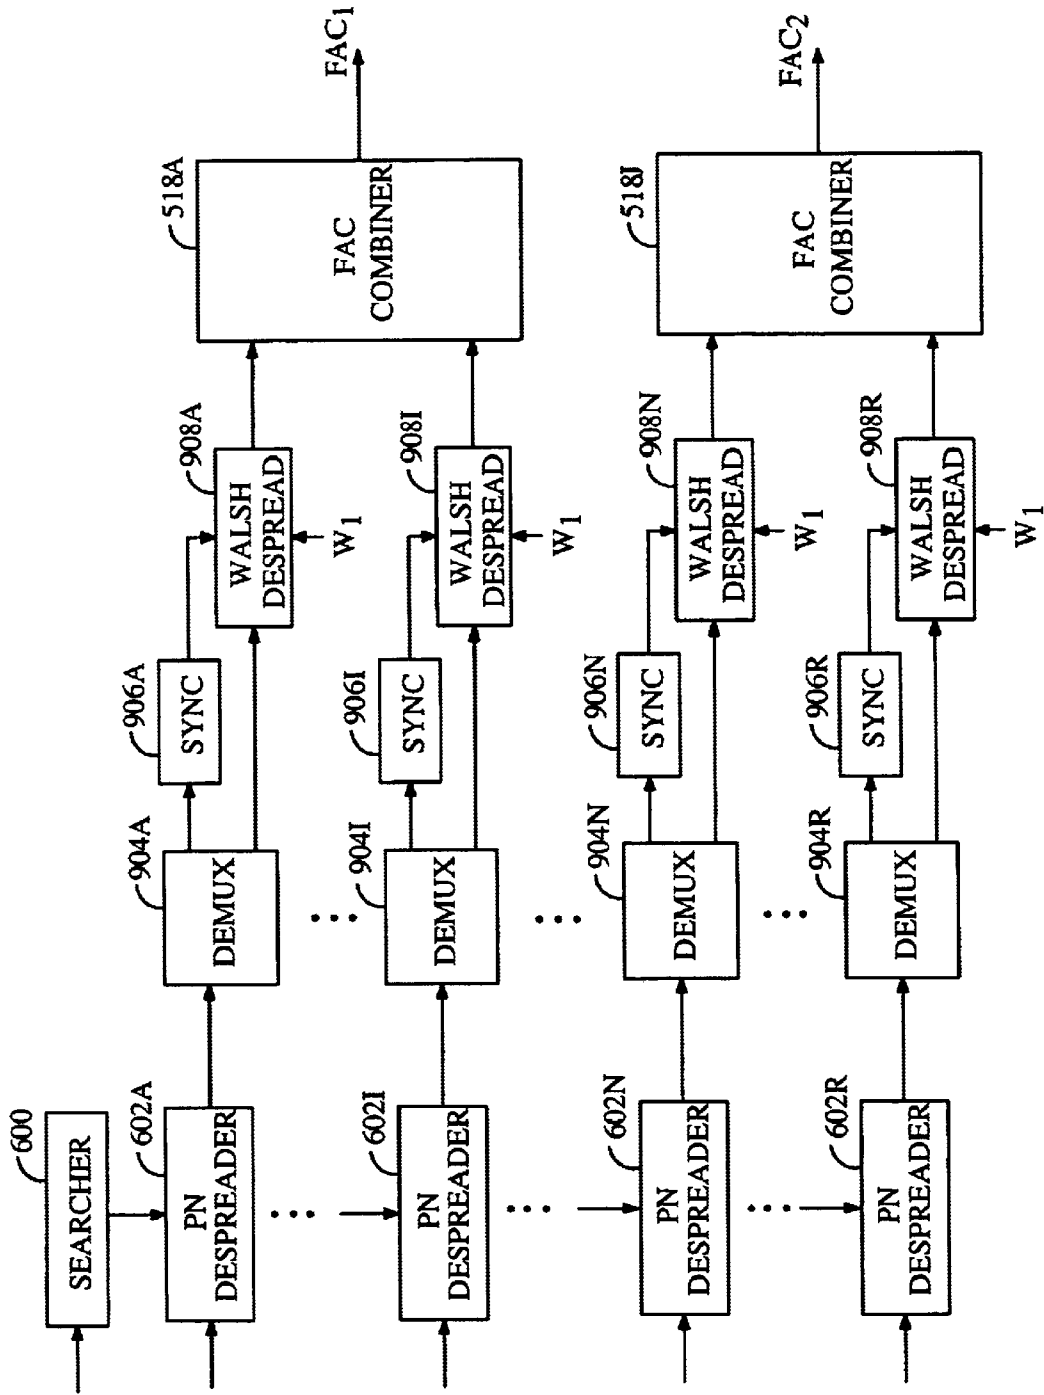 600
SEARCHER
602A
PN
DESPREADER
904A
DEMUX
906A
SYNC
908A
WALSH
DESPREAD
W1
518A
FAC
COMBINER
FAC1
602I
PN
DESPREADER
904I
DEMUX
906I
SYNC
908I
WALSH
DESPREAD
W1
602N
PN
DESPREADER
904N
DEMUX
906N
SYNC
908N
WALSH
DESPREAD
W1
518J
FAC
COMBINER
FAC2
602R
PN
DESPREADER
904R
DEMUX
906R
SYNC
908R
WALSH
DESPREAD
W1